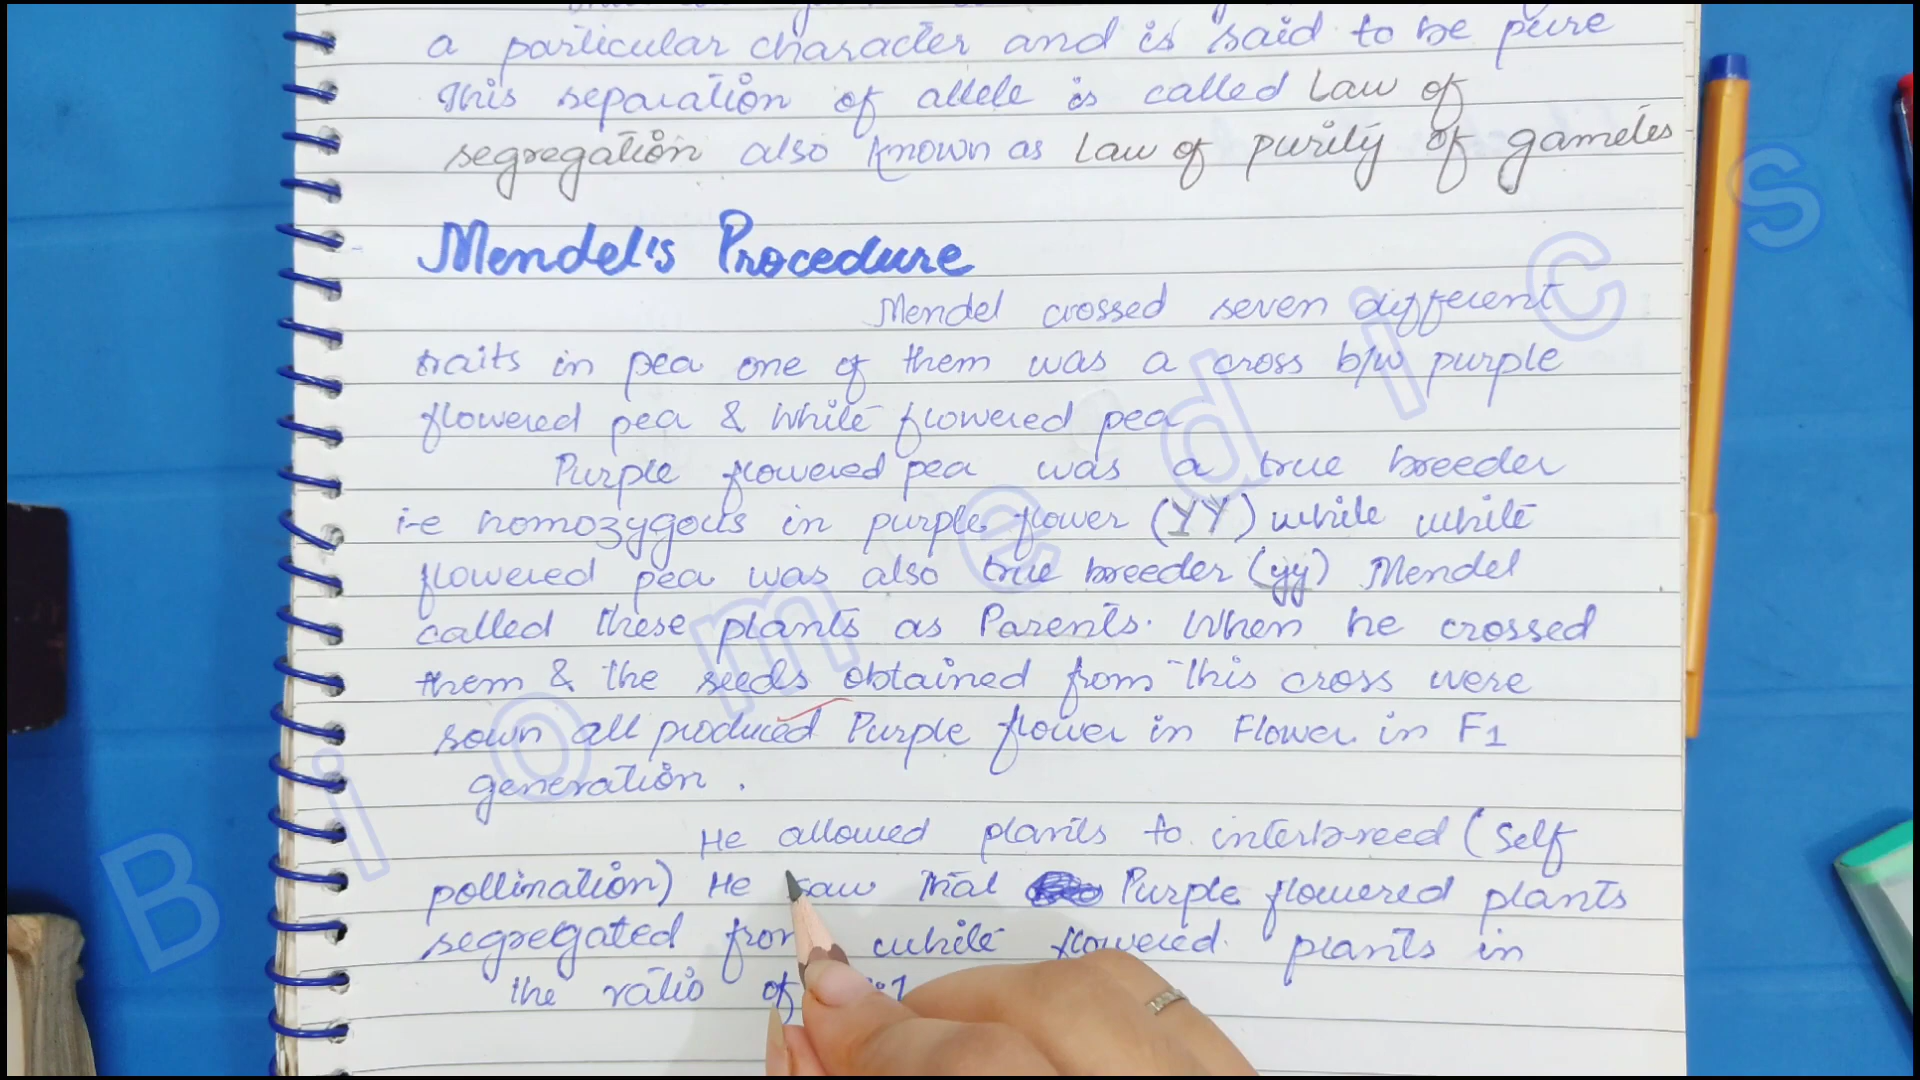 a particular character and is said to be pure
This separation of allele is called Law of
segregation also known as Law of purity of gametes
Mendel's Procedure
Mendel crossed seven different
traits in pea one of them was a cross b/w purple
flowered pea & white flowered pea
Purple flowered pea was a true breeder
i-e homozygous in purple flower (YY) while white
flowered pea was also true breeder (yy) Mendel
called these plants as Parents. When he crossed
them & the seeds obtained from this cross were
sown all produced Purple flower in Flower in F1
generation.
He allowed plants to interbreed (Self
pollination) He saw that Purple flowered plants
segregated from white flowered plants in
the ratio of :1
Biomedics